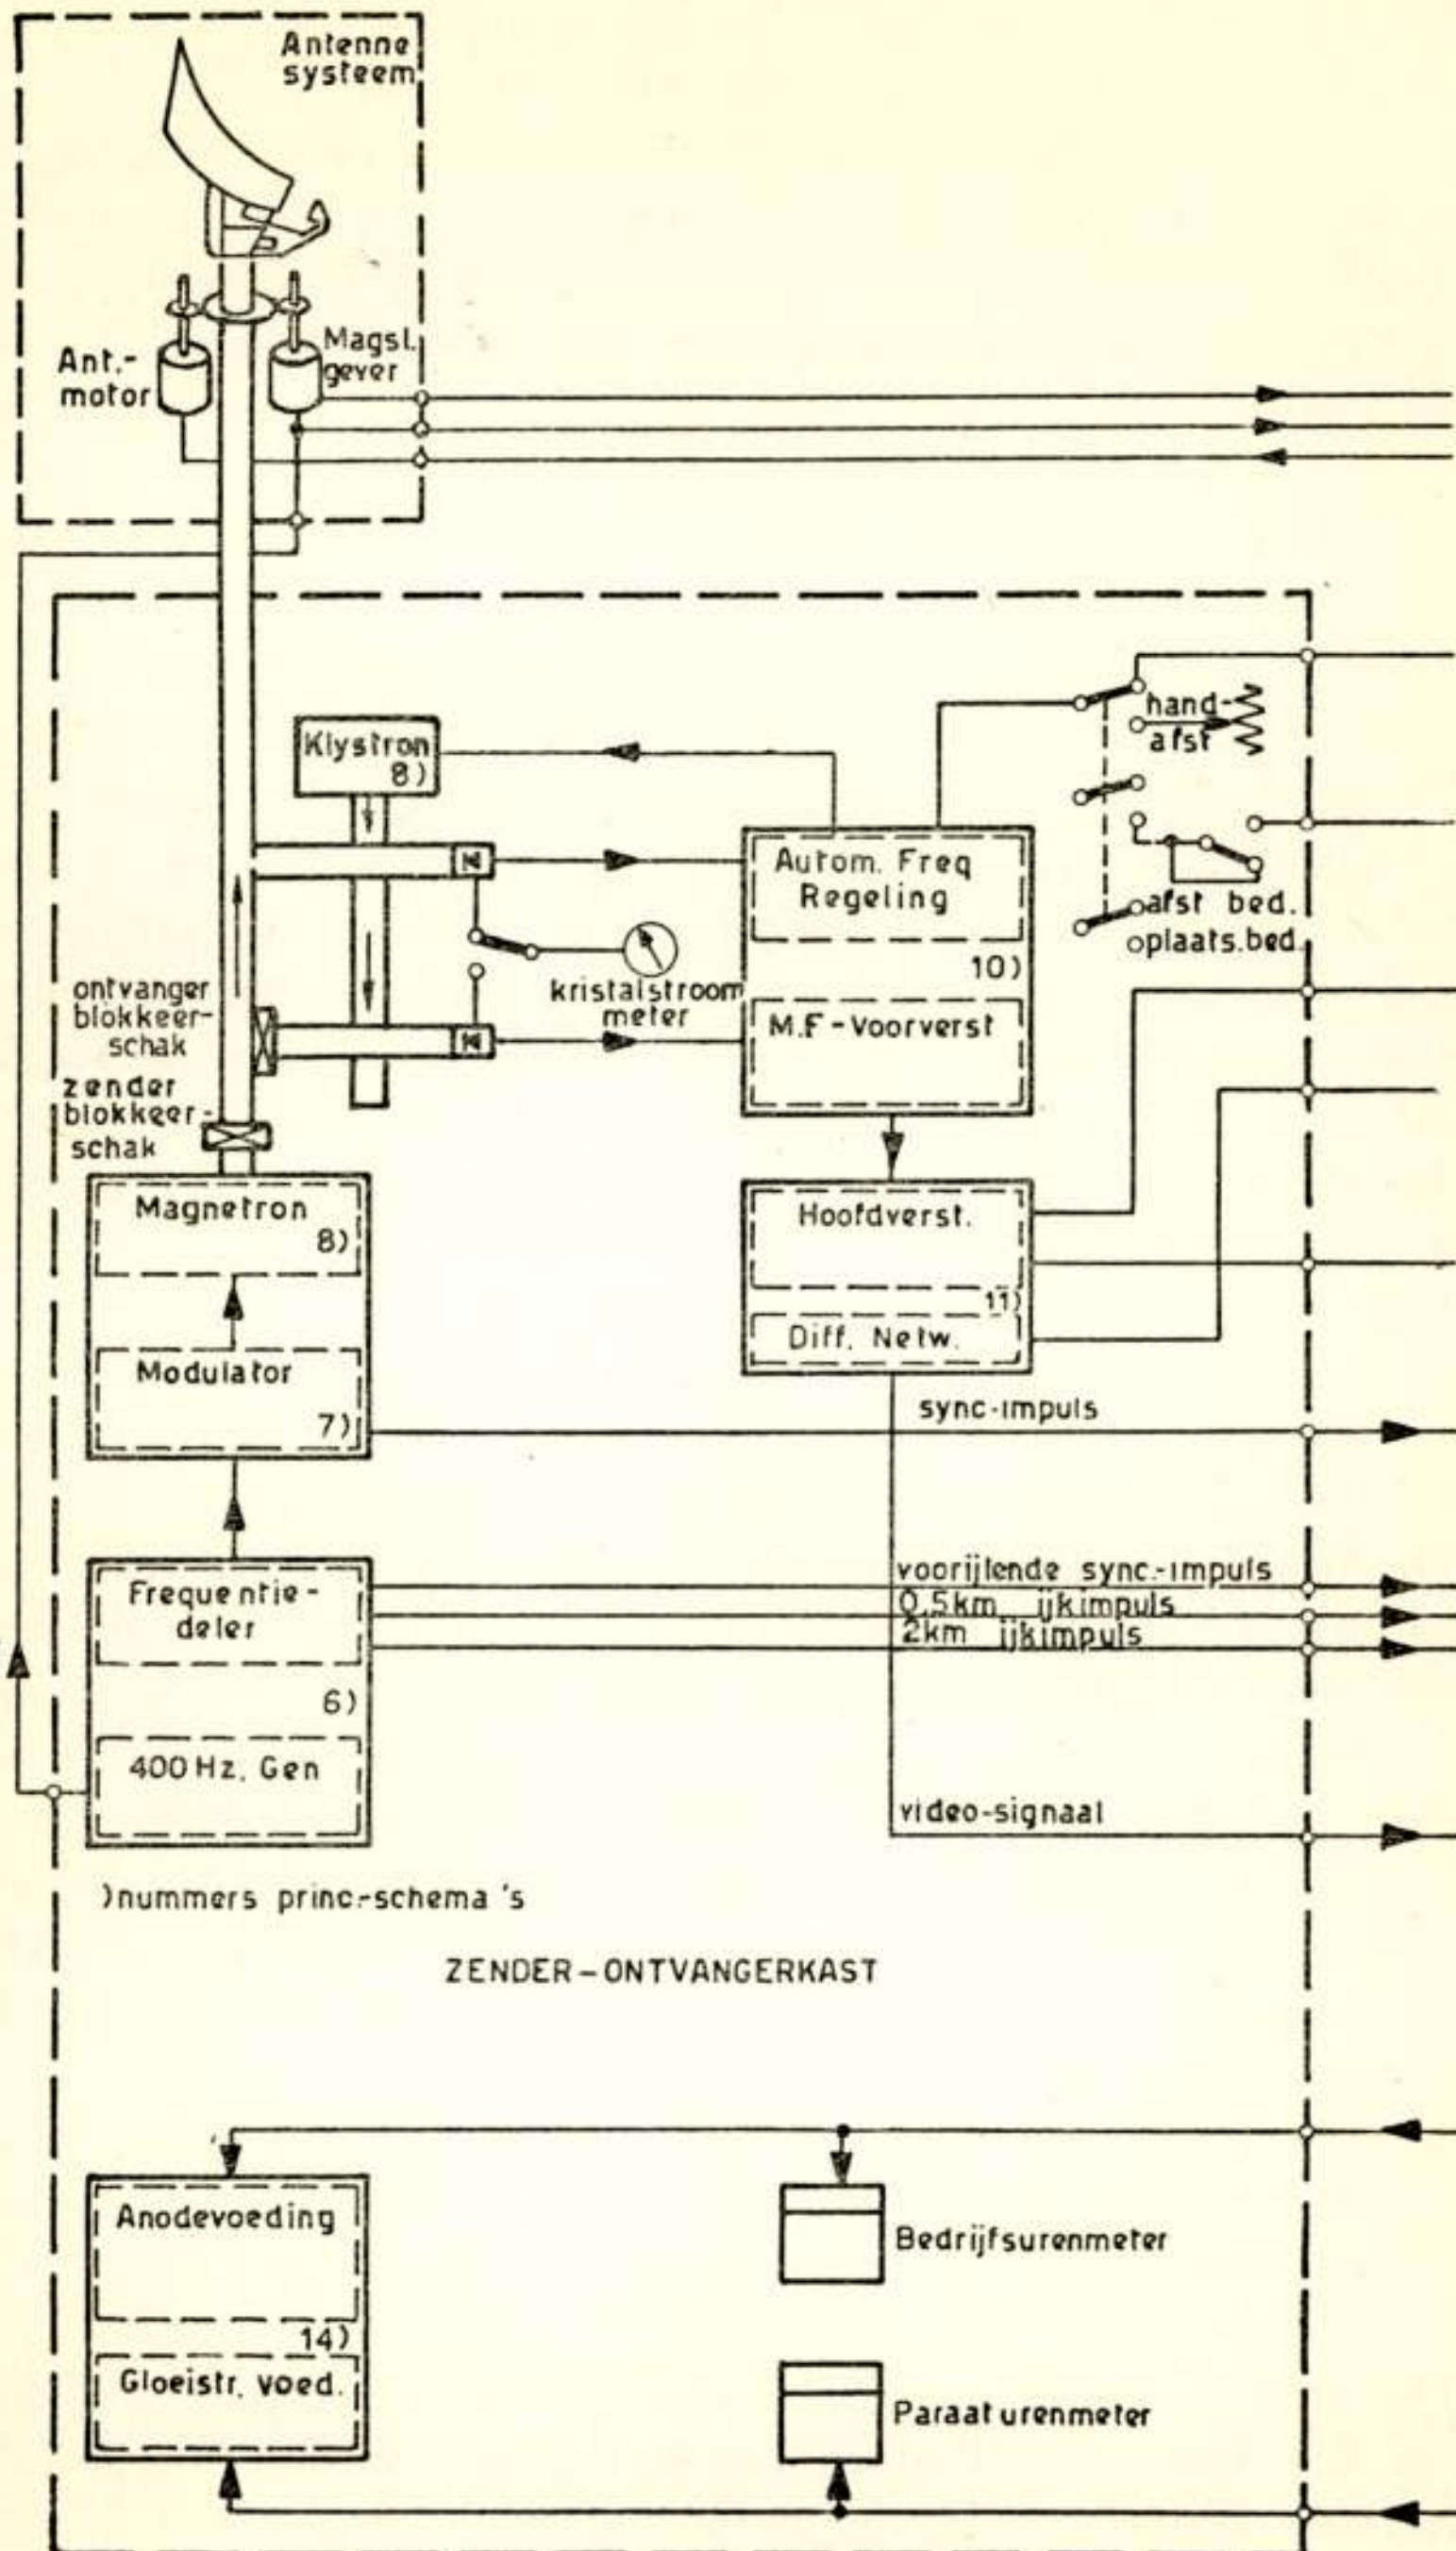 Antenne
systeem
Ant.-
motor
Magsl.
gever
Klystron
8)
hand-
afst
Autom. Freq
Regeling
10)
M.F-Voorverst
afst bed.
plaats.bed.
kristalstroom
meter
ontvanger
blokkeer-
schak
zender
blokkeer-
schak
Magnetron
8)
Modulator
7)
Hoofdverst.
11)
Diff. Netw.
sync-impuls
Frequentie-
deler
6)
400 Hz. Gen
voorijlende sync.-impuls
0,5km ijkimpuls
2km ijkimpuls
video-signaal
)nummers princ.-schema's
ZENDER-ONTVANGERKAST
Anodevoeding
14)
Gloeistr. voed.
Bedrijfsurenmeter
Paraaturenmeter